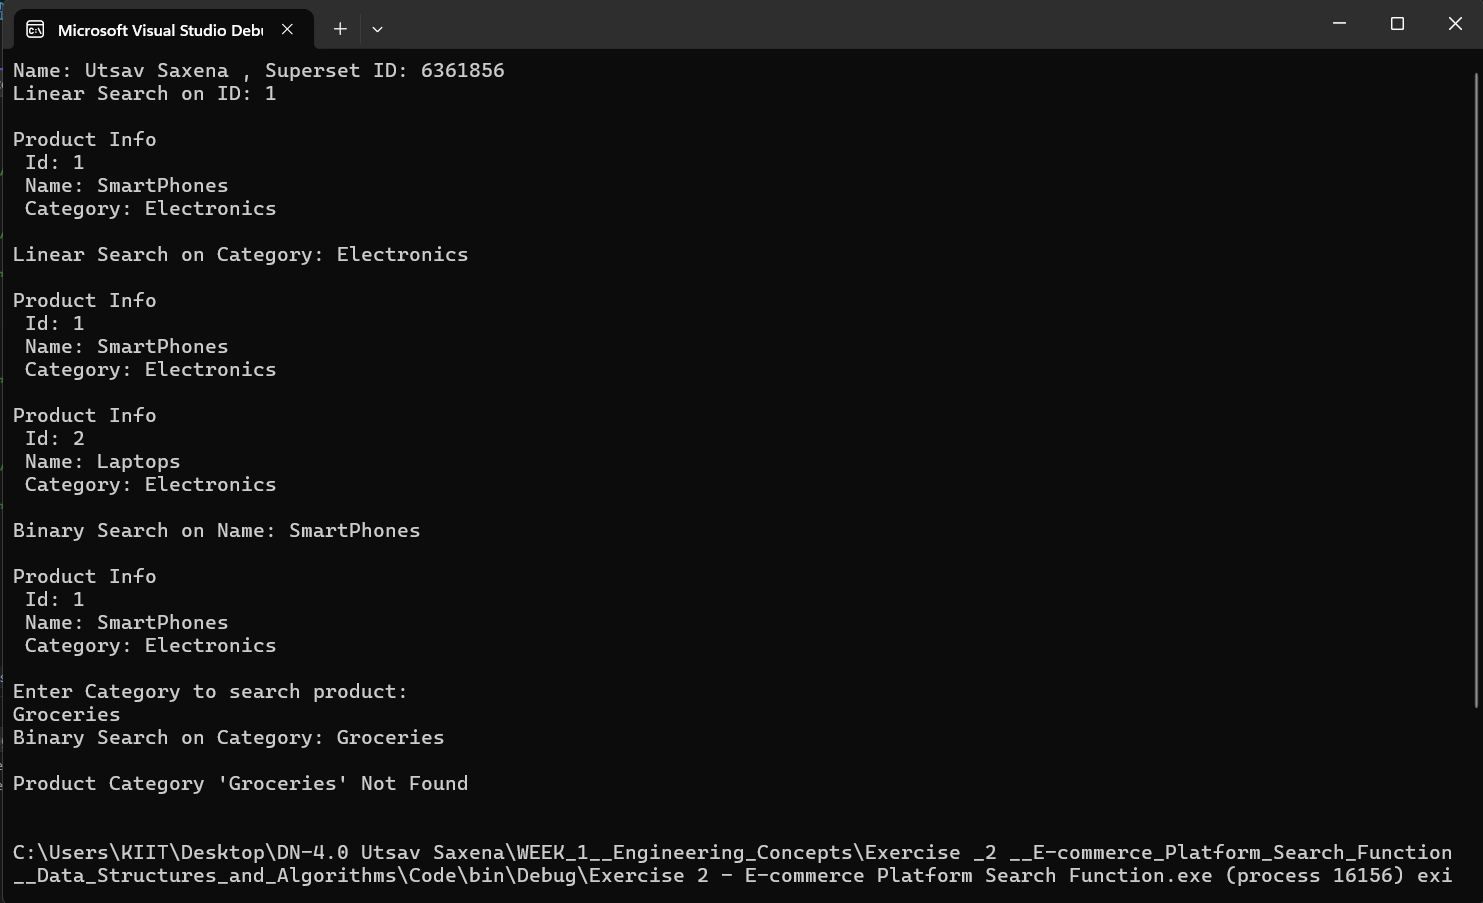 Microsoft Visual Studio Debu
Name: Utsav Saxena , Superset ID: 6361856
Linear Search on ID: 1
Product Info
Id: 1
Name: SmartPhones
Category: Electronics
Linear Search on Category: Electronics
Product Info
Id: 1
Name: SmartPhones
Category: Electronics
Product Info
Id: 2
Name: Laptops
Category: Electronics
Binary Search on Name: SmartPhones
Product Info
Id: 1
Name: SmartPhones
Category: Electronics
Enter Category to search product:
Groceries
Binary Search on Category: Groceries
Product Category 'Groceries' Not Found
C:\Users\KIIT\Desktop\DN-4.0 Utsav Saxena\WEEK_1__Engineering_Concepts\Exercise _2 __E-commerce_Platform_Search_Function
__Data_Structures_and_Algorithms\Code\bin\Debug\Exercise 2 - E-commerce Platform Search Function.exe (process 16156) exi